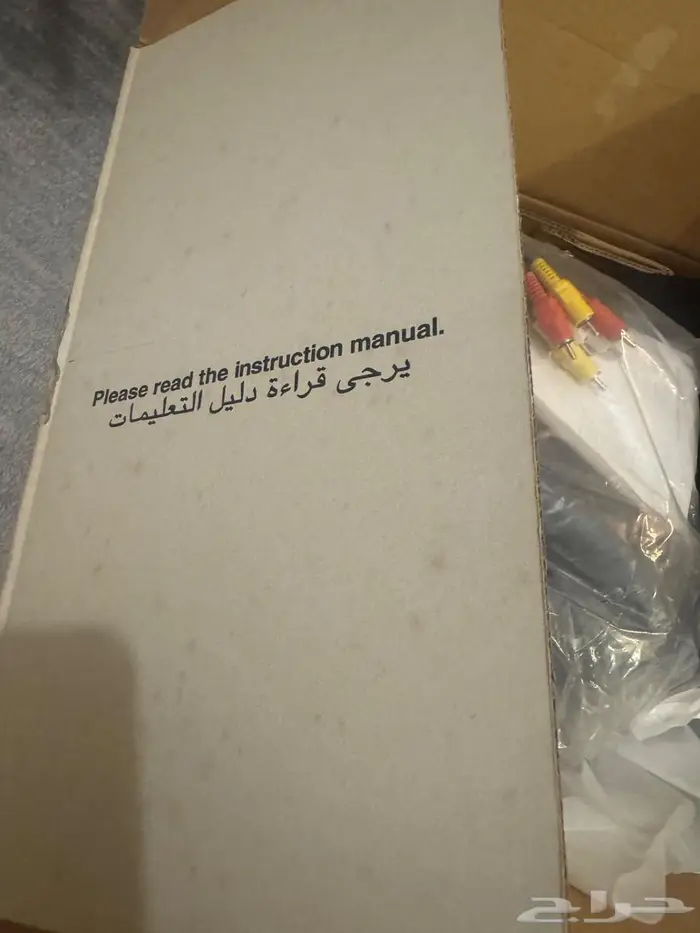 Please read the instruction manual.
يرجى قراءة دليل التعليمات
حراج